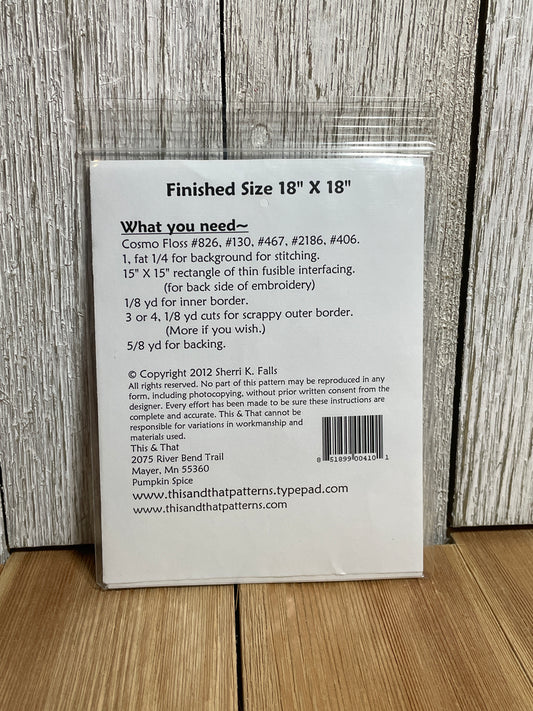 Finished Size 18" X 18"
What you need~
Cosmo Floss #826, #130, #467, #2186, #406.
1, fat 1/4 for background for stitching.
15" X 15" rectangle of thin fusible interfacing.
(for back side of embroidery)
1/8 yd for inner border.
3 or 4, 1/8 yd cuts for scrappy outer border.
(More if you wish.)
5/8 yd for backing.
© Copyright 2012 Sherri K. Falls
All rights reserved. No part of this pattern may be reproduced in any
form, including photocopying, without prior written consent from the
designer. Every effort has been made to be sure these instructions are
complete and accurate. This & That cannot be
responsible for variations in workmanship and
materials used.
This & That
2075 River Bend Trail
Mayer, Mn 55360
Pumpkin Spice
www.thisandthatpatterns.typepad.com
www.thisandthatpatterns.com
8 51899 00410 1